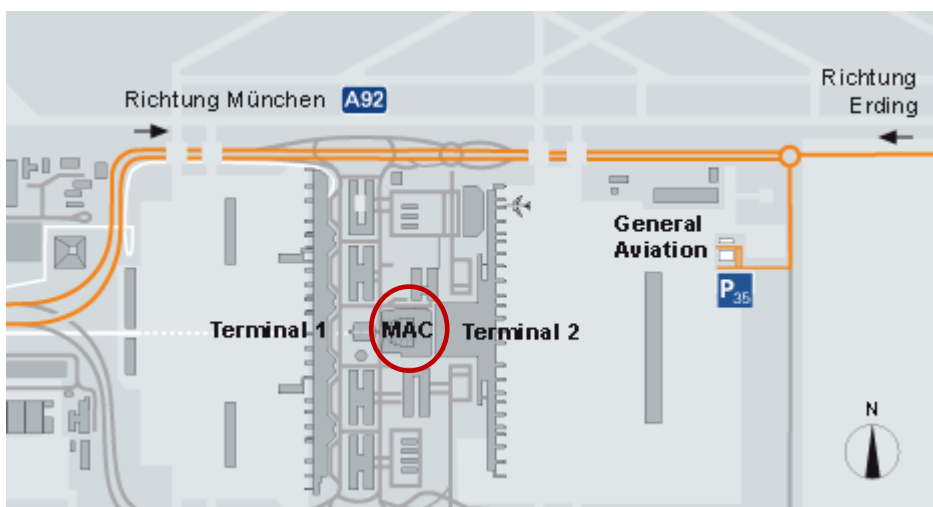 Richtung
Erding
Richtung München A92
General
Aviation
P35
Terminal 1
MAC
Terminal 2
N